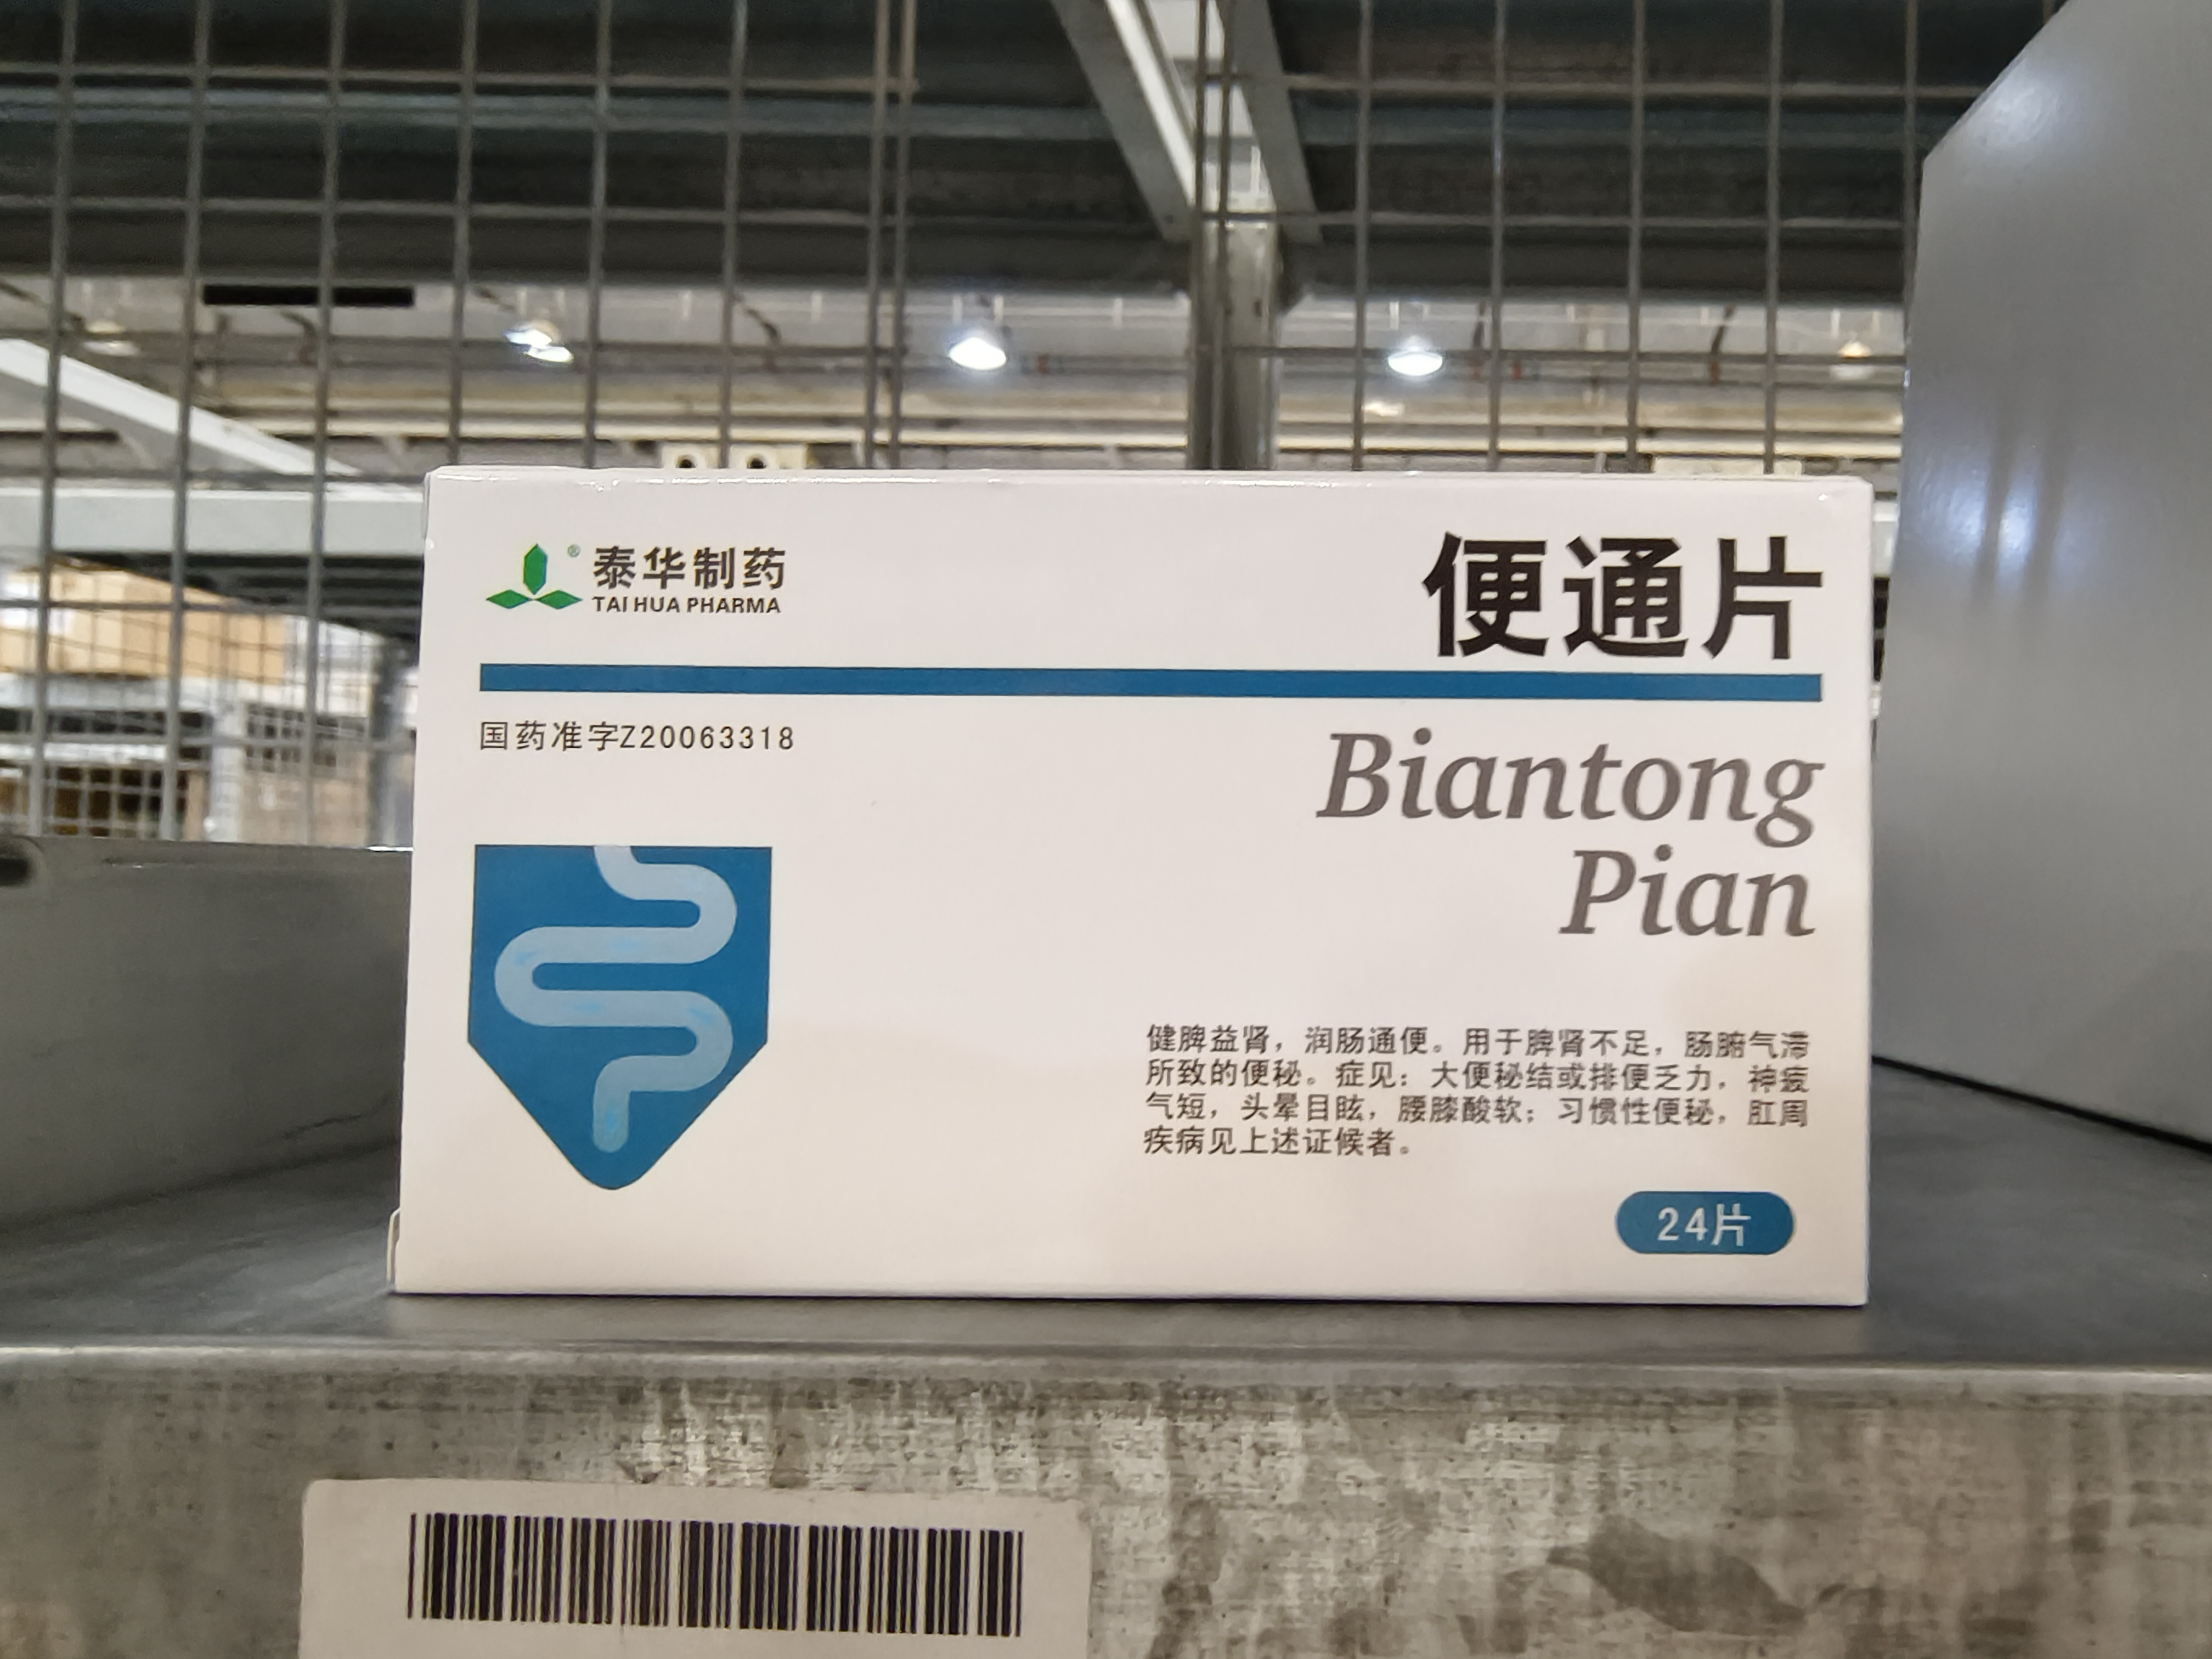 泰华制药
TAI HUA PHARMA
便通片
国药准字Z20063318
Biantong
Pian
健脾益肾，润肠通便。用于脾肾不足，肠腑气滞
所致的便秘。症见：大便秘结或排便乏力，神疲
气短，头晕目眩，腰膝酸软；习惯性便秘，肛周
疾病见上述证候者。
24片